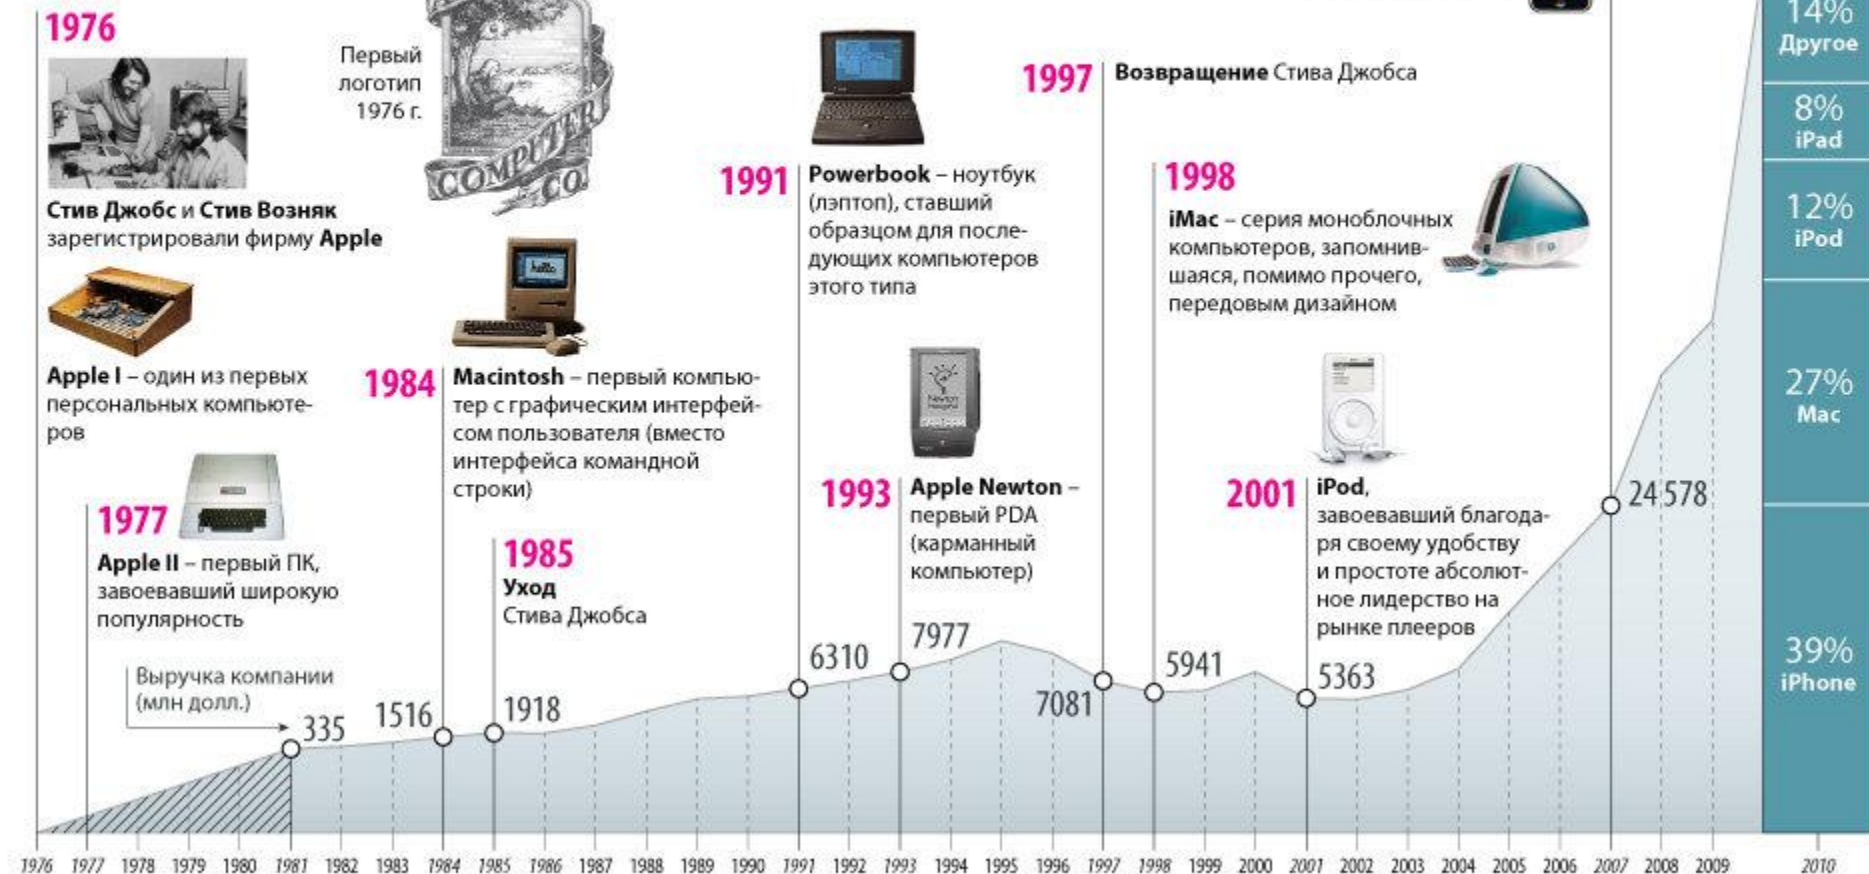 1976
Стив Джобс и Стив Возняк
зарегистрировали фирму Apple
Первый
логотип
1976 г.
COMPUTER
CO.
Apple I – один из первых
персональных компьюте-
ров
1977
Apple II – первый ПК,
завоевавший широкую
популярность
Выручка компании
(млн долл.)
1984
hello
Macintosh – первый компью-
тер с графическим интерфей-
сом пользователя (вместо
интерфейса командной
строки)
1985
Уход
Стива Джобса
1991
Powerbook – ноутбук
(лэптоп), ставший
образцом для после-
дующих компьютеров
этого типа
1993
Apple Newton –
первый PDA
(карманный
компьютер)
1997
Возвращение Стива Джобса
1998
iMac – серия моноблочных
компьютеров, запомнив-
шаяся, помимо прочего,
передовым дизайном
2001
iPod,
завоевавший благода-
ря своему удобству
и простоте абсолют-
ное лидерство на
рынке плееров
335
1516
1918
6310
7977
7081
5941
5363
24 578
14%
Другое
8%
iPad
12%
iPod
27%
Mac
39%
iPhone
1976 1977 1978 1979 1980 1981 1982 1983 1984 1985 1986 1987 1988 1989 1990 1991 1992 1993 1994 1995 1996 1997 1998 1999 2000 2001 2002 2003 2004 2005 2006 2007 2008 2009 2010